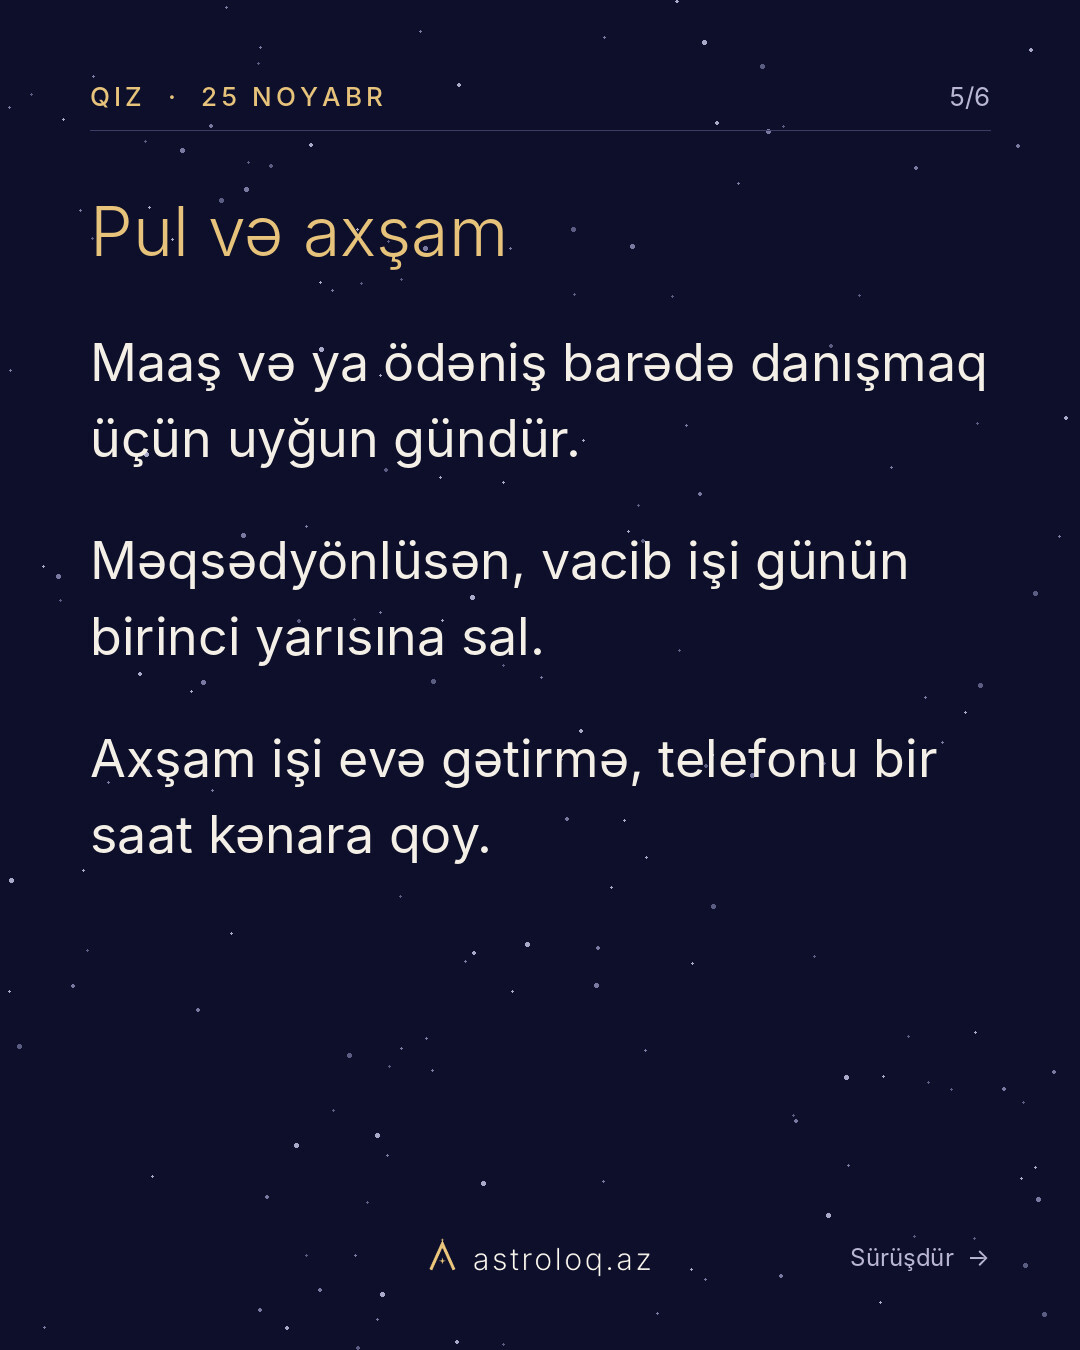 QIZ · 25 NOYABR
5/6
Pul və axşam
Maaş və ya ödəniş barədə danışmaq
üçün uyğun gündür.
Məqsədyönlüsən, vacib işi günün
birinci yarısına sal.
Axşam işi evə gətirmə, telefonu bir
saat kənara qoy.
astroloq.az
Sürüşdür →